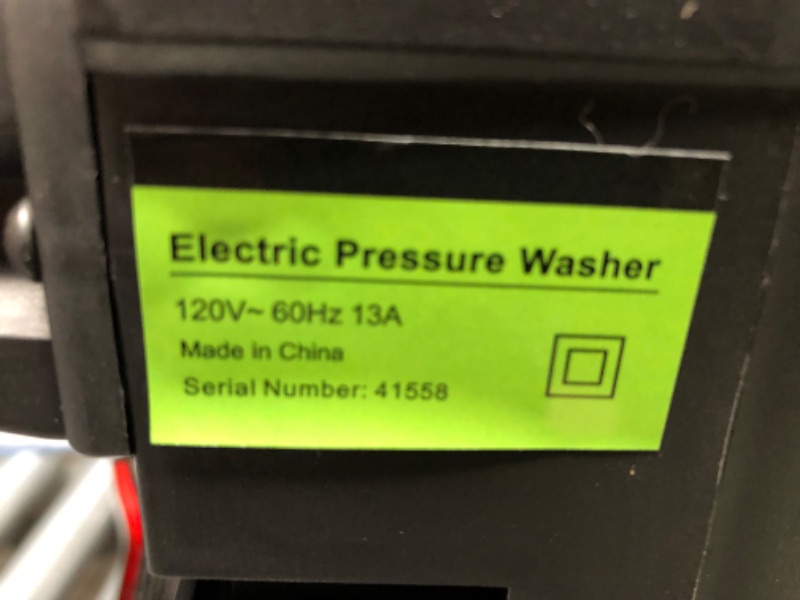 Electric Pressure Washer
120V~ 60Hz 13A
Made in China
Serial Number: 41558